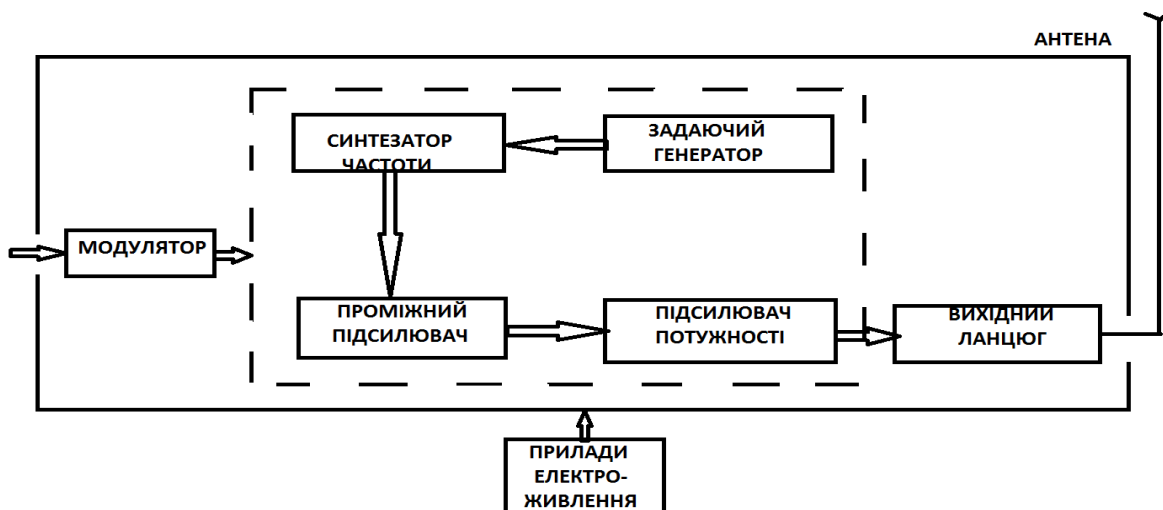 АНТЕНА
СИНТЕЗАТОР
ЧАСТОТИ
ЗАДАЮЧИЙ
ГЕНЕРАТОР
МОДУЛЯТОР
ПРОМІЖНИЙ
ПІДСИЛЮВАЧ
ПІДСИЛЮВАЧ
ПОТУЖНОСТІ
ВИХІДНИЙ
ЛАНЦЮГ
ПРИЛАДИ
ЕЛЕКТРО-
ЖИВЛЕННЯ